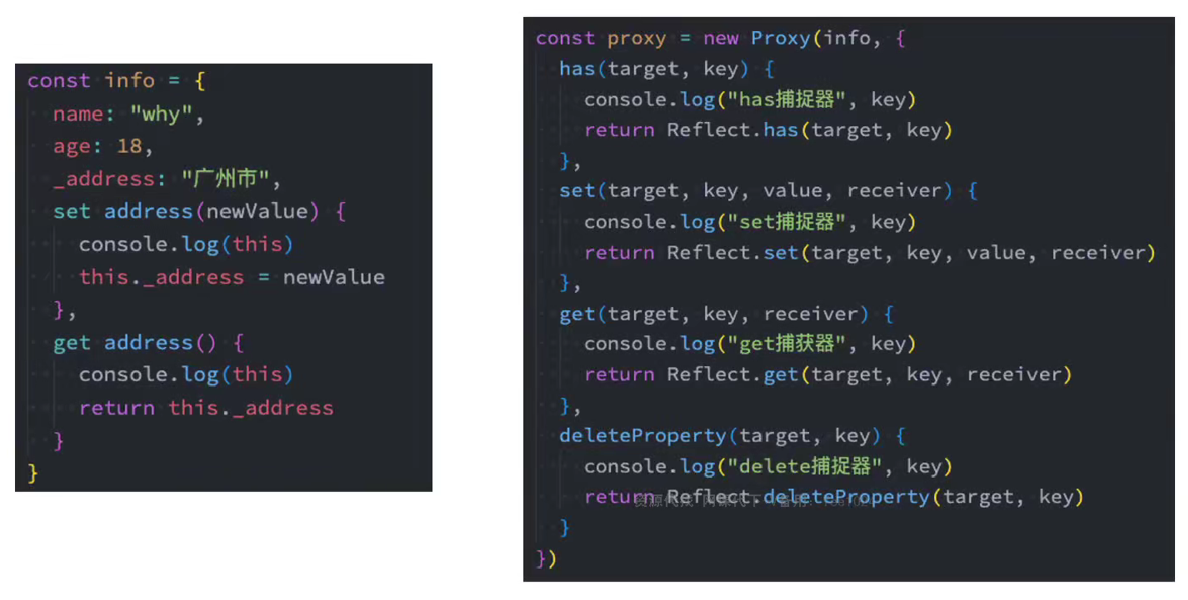 const info = {
  name: "why",
  age: 18,
  _address: "广州市",
  set address(newValue) {
    console.log(this)
    this._address = newValue
  },
  get address() {
    console.log(this)
    return this._address
  }
}
const proxy = new Proxy(info, {
  has(target, key) {
    console.log("has捕捉器", key)
    return Reflect.has(target, key)
  },
  set(target, key, value, receiver) {
    console.log("set捕捉器", key)
    return Reflect.set(target, key, value, receiver)
  },
  get(target, key, receiver) {
    console.log("get捕获器", key)
    return Reflect.get(target, key, receiver)
  },
  deleteProperty(target, key) {
    console.log("delete捕捉器", key)
    return Reflect.deleteProperty(target, key)
  }
})